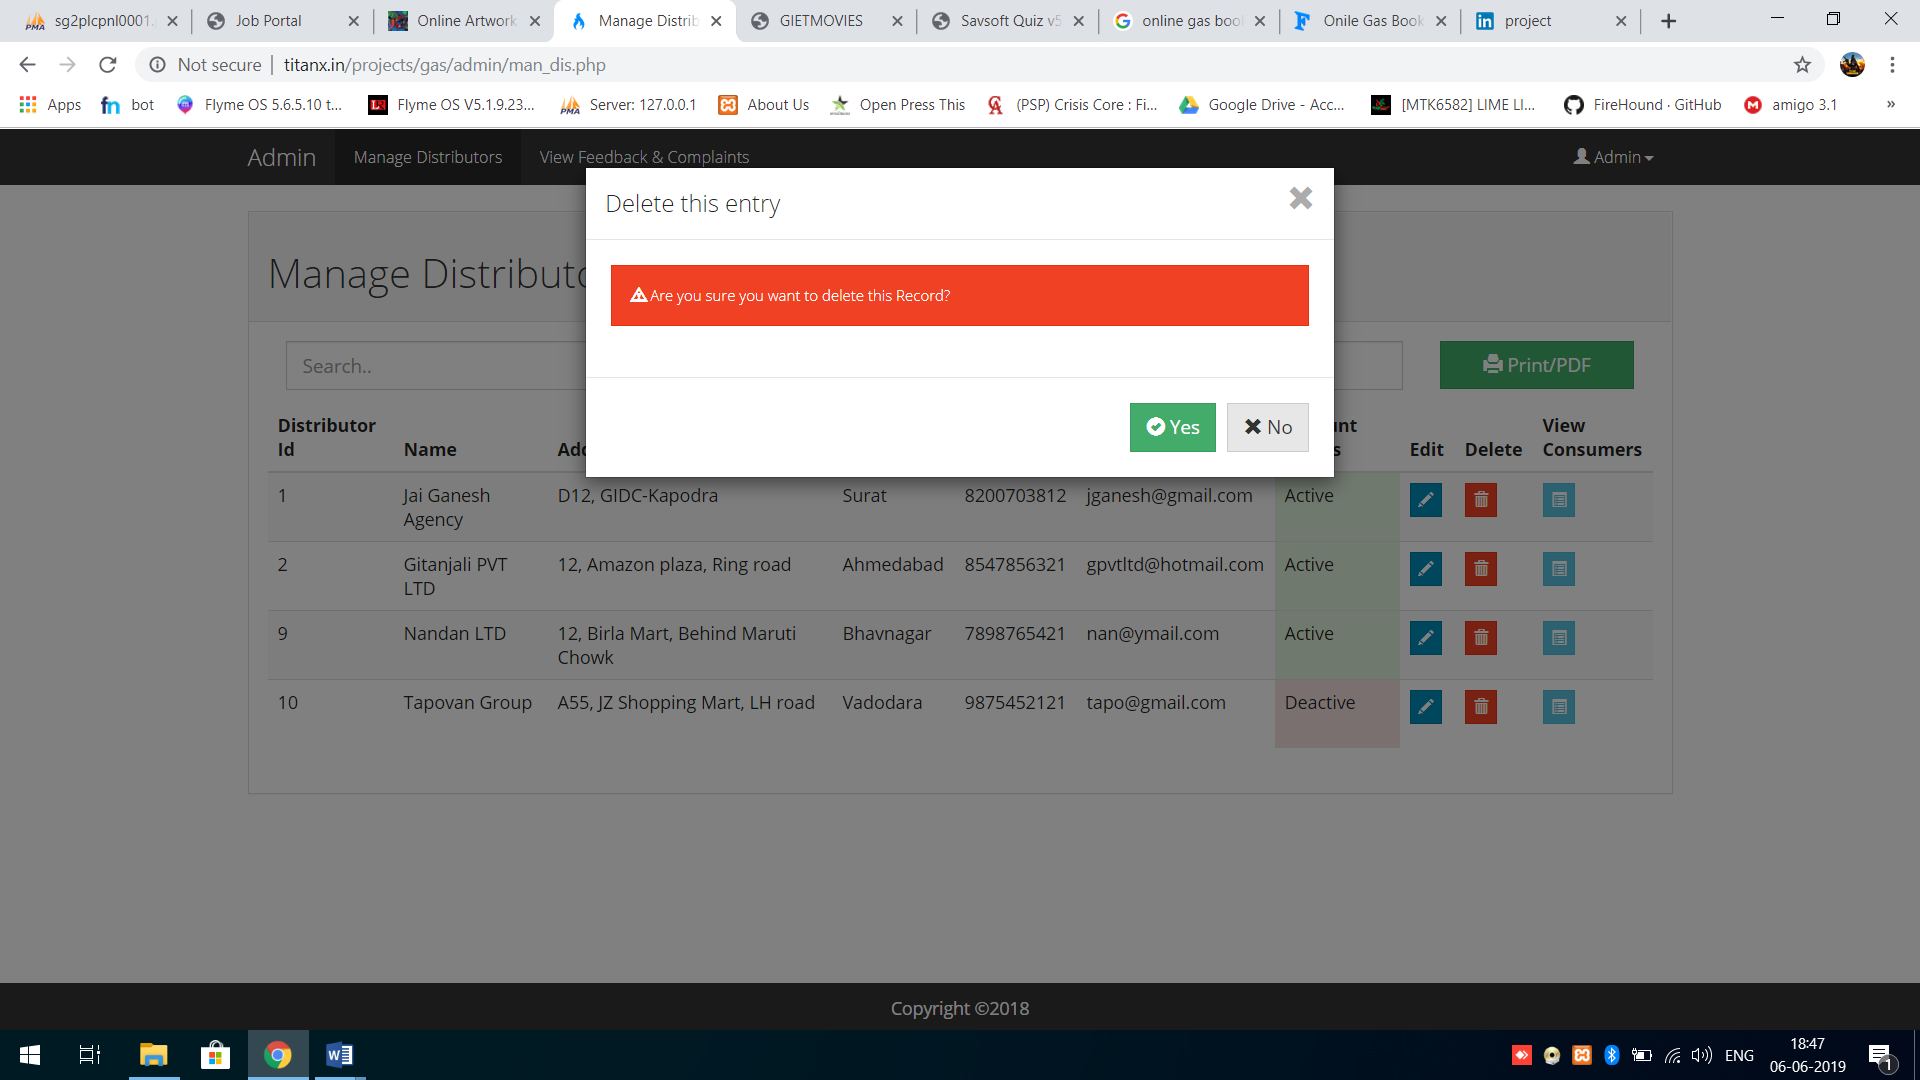 sg2plcpnl0001.
Job Portal
Online Artwork
Manage Distrib
GIETMOVIES
Savsoft Quiz v5
online gas boo
Onile Gas Book
project
Not secure
titanx.in/projects/gas/admin/man_dis.php
Apps
bot
Flyme OS 5.6.5.10 t...
Flyme OS V5.1.9.23...
Server: 127.0.0.1
About Us
Open Press This
(PSP) Crisis Core : Fi...
Google Drive - Acc...
[MTK6582] LIME LI...
FireHound · GitHub
amigo 3.1
»
Admin
Manage Distributors
View Feedback & Complaints
Admin
Delete this entry
Manage Distributo
Are you sure you want to delete this Record?
Search..
Print/PDF
Yes
No
Distributor Id Name Add unt s Edit Delete View Consumers
1 Jai Ganesh Agency D12, GIDC-Kapodra Surat 8200703812 jganesh@gmail.com Active
2 Gitanjali PVT LTD 12, Amazon plaza, Ring road Ahmedabad 8547856321 gpvtltd@hotmail.com Active
9 Nandan LTD 12, Birla Mart, Behind Maruti Chowk Bhavnagar 7898765421 nan@ymail.com Active
10 Tapovan Group A55, JZ Shopping Mart, LH road Vadodara 9875452121 tapo@gmail.com Deactive
Copyright ©2018
ENG
18:47
06-06-2019
1